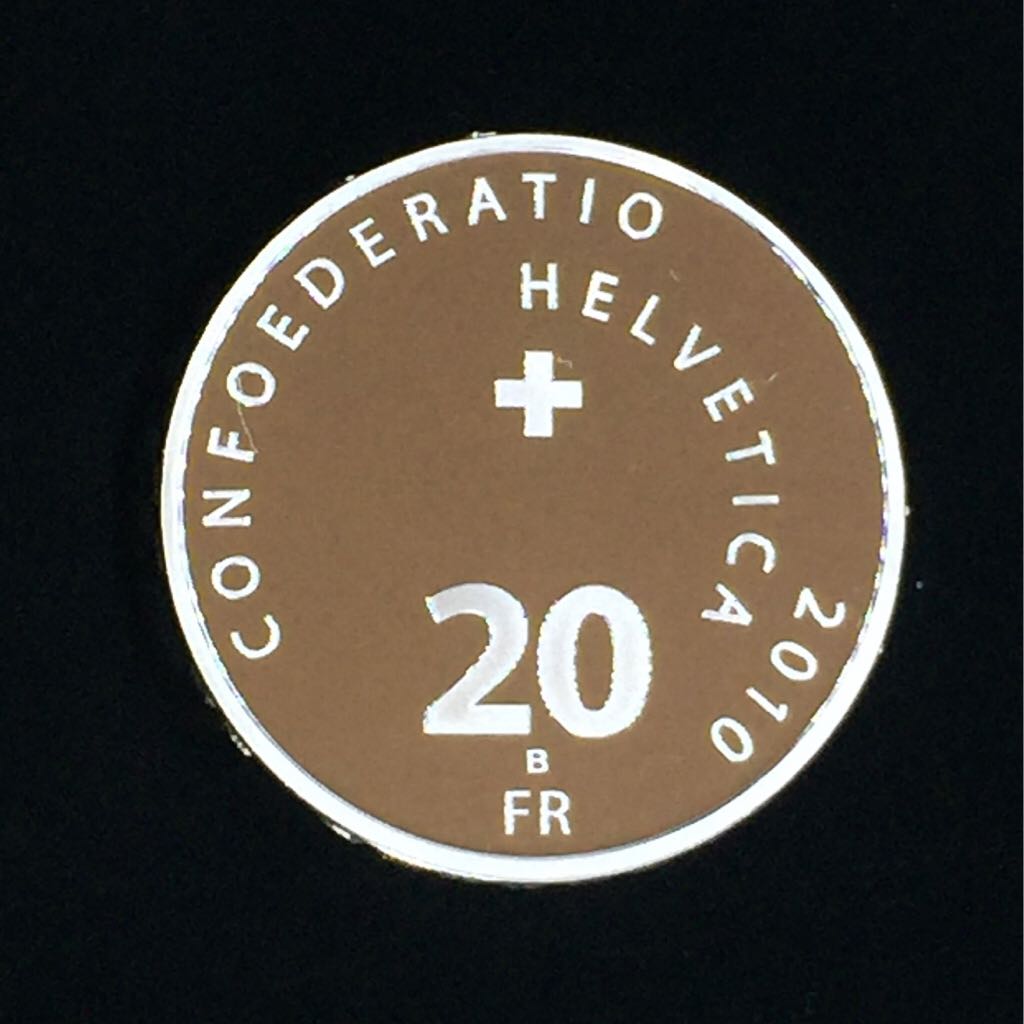 CONFOEDERATIO
HELVETICA
2010
20
B
FR